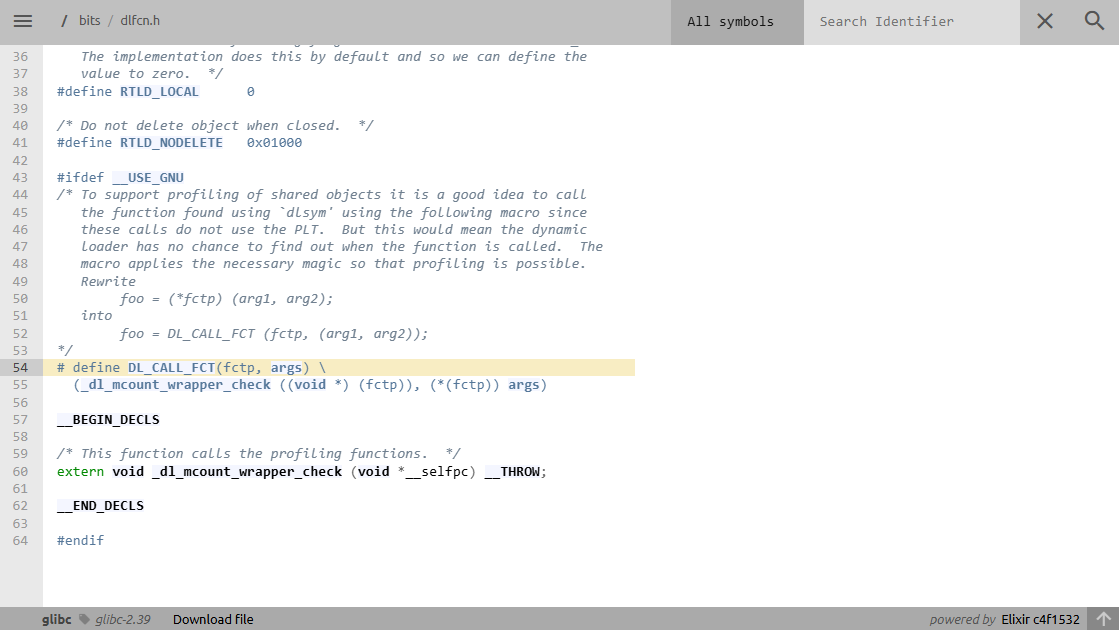 / bits / dlfcn.h All symbols Search Identifier
36 The implementation does this by default and so we can define the
37 value to zero. */
38 #define RTLD_LOCAL 0
39
40 /* Do not delete object when closed. */
41 #define RTLD_NODELETE 0x01000
42
43 #ifdef __USE_GNU
44 /* To support profiling of shared objects it is a good idea to call
45 the function found using `dlsym' using the following macro since
46 these calls do not use the PLT. But this would mean the dynamic
47 loader has no chance to find out when the function is called. The
48 macro applies the necessary magic so that profiling is possible.
49 Rewrite
50 foo = (*fctp) (arg1, arg2);
51 into
52 foo = DL_CALL_FCT (fctp, (arg1, arg2));
53 */
54 # define DL_CALL_FCT(fctp, args) \
55 (_dl_mcount_wrapper_check ((void *) (fctp)), (*(fctp)) args)
56
57 __BEGIN_DECLS
58
59 /* This function calls the profiling functions. */
60 extern void _dl_mcount_wrapper_check (void *__selfpc) __THROW;
61
62 __END_DECLS
63
64 #endif
glibc glibc-2.39 Download file powered by Elixir c4f1532